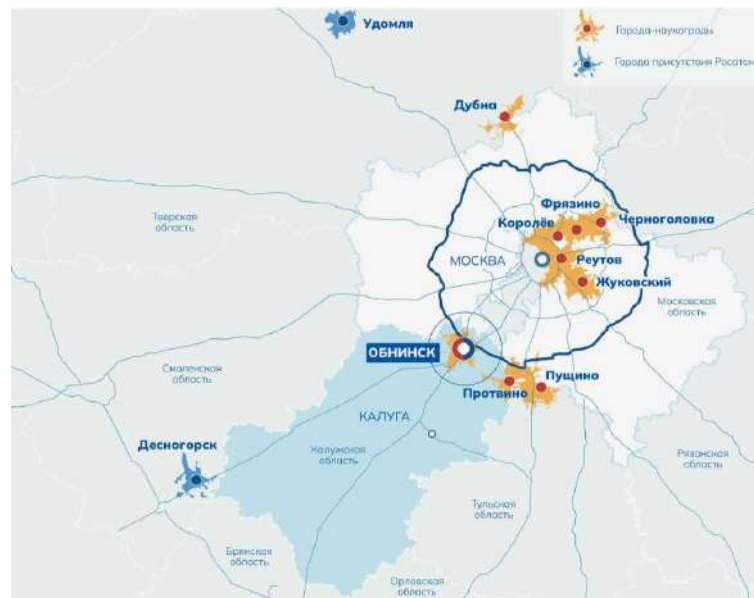 Удомля
Города-наукограды
Города присутствия Росатом
Дубна
Тверская
область
Фрязино
Королёв
Черноголовка
МОСКВА
Реутов
Жуковский
Московская
область
ОБНИНСК
Смоленская
область
Протвино
Пущино
КАЛУГА
Десногорск
Калужская
область
Рязанская
область
Тульская
область
Брянская
область
Орловская
область